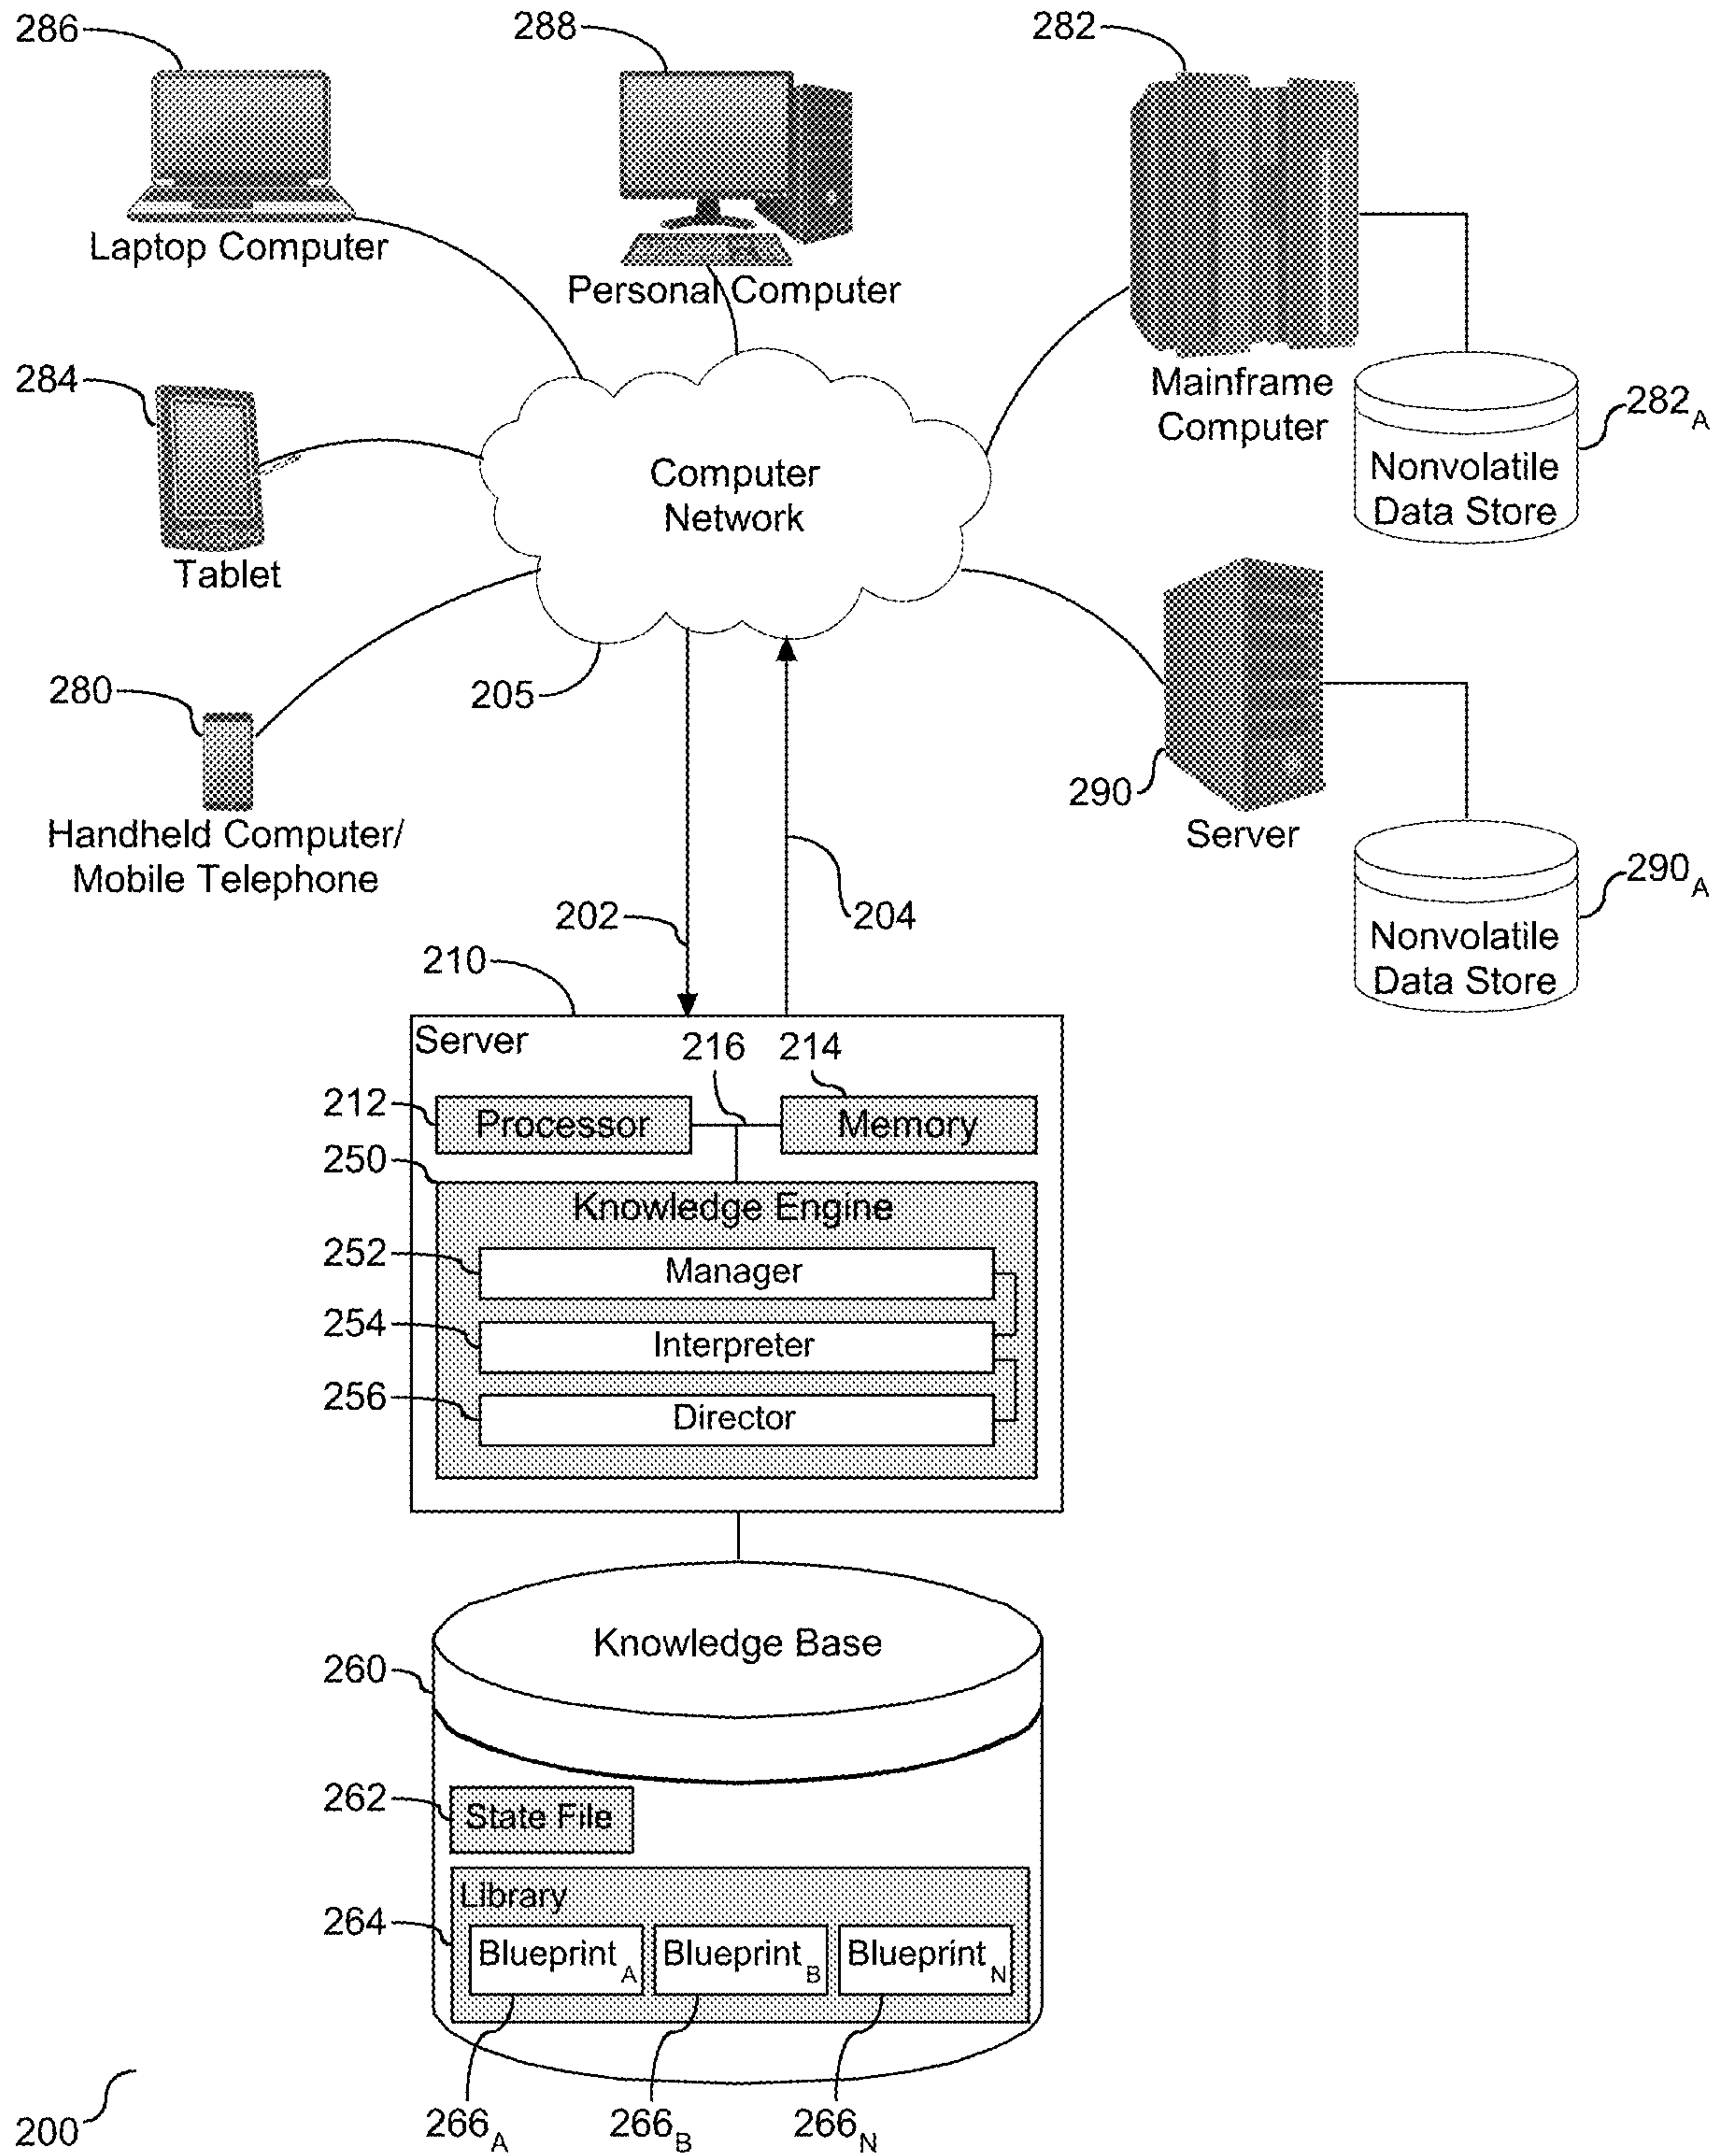 286
288
282
Laptop Computer
Personal Computer
Mainframe
Computer
284
282A
Nonvolatile
Data Store
Computer
Network
Tablet
280
205
290
Server
Handheld Computer/
Mobile Telephone
290A
Nonvolatile
Data Store
202
204
210
Server
216
214
212
Processor
Memory
250
Knowledge Engine
252
Manager
254
Interpreter
256
Director
Knowledge Base
260
262
State File
Library
264
BlueprintA
BlueprintB
BlueprintN
266A
266B
266N
200